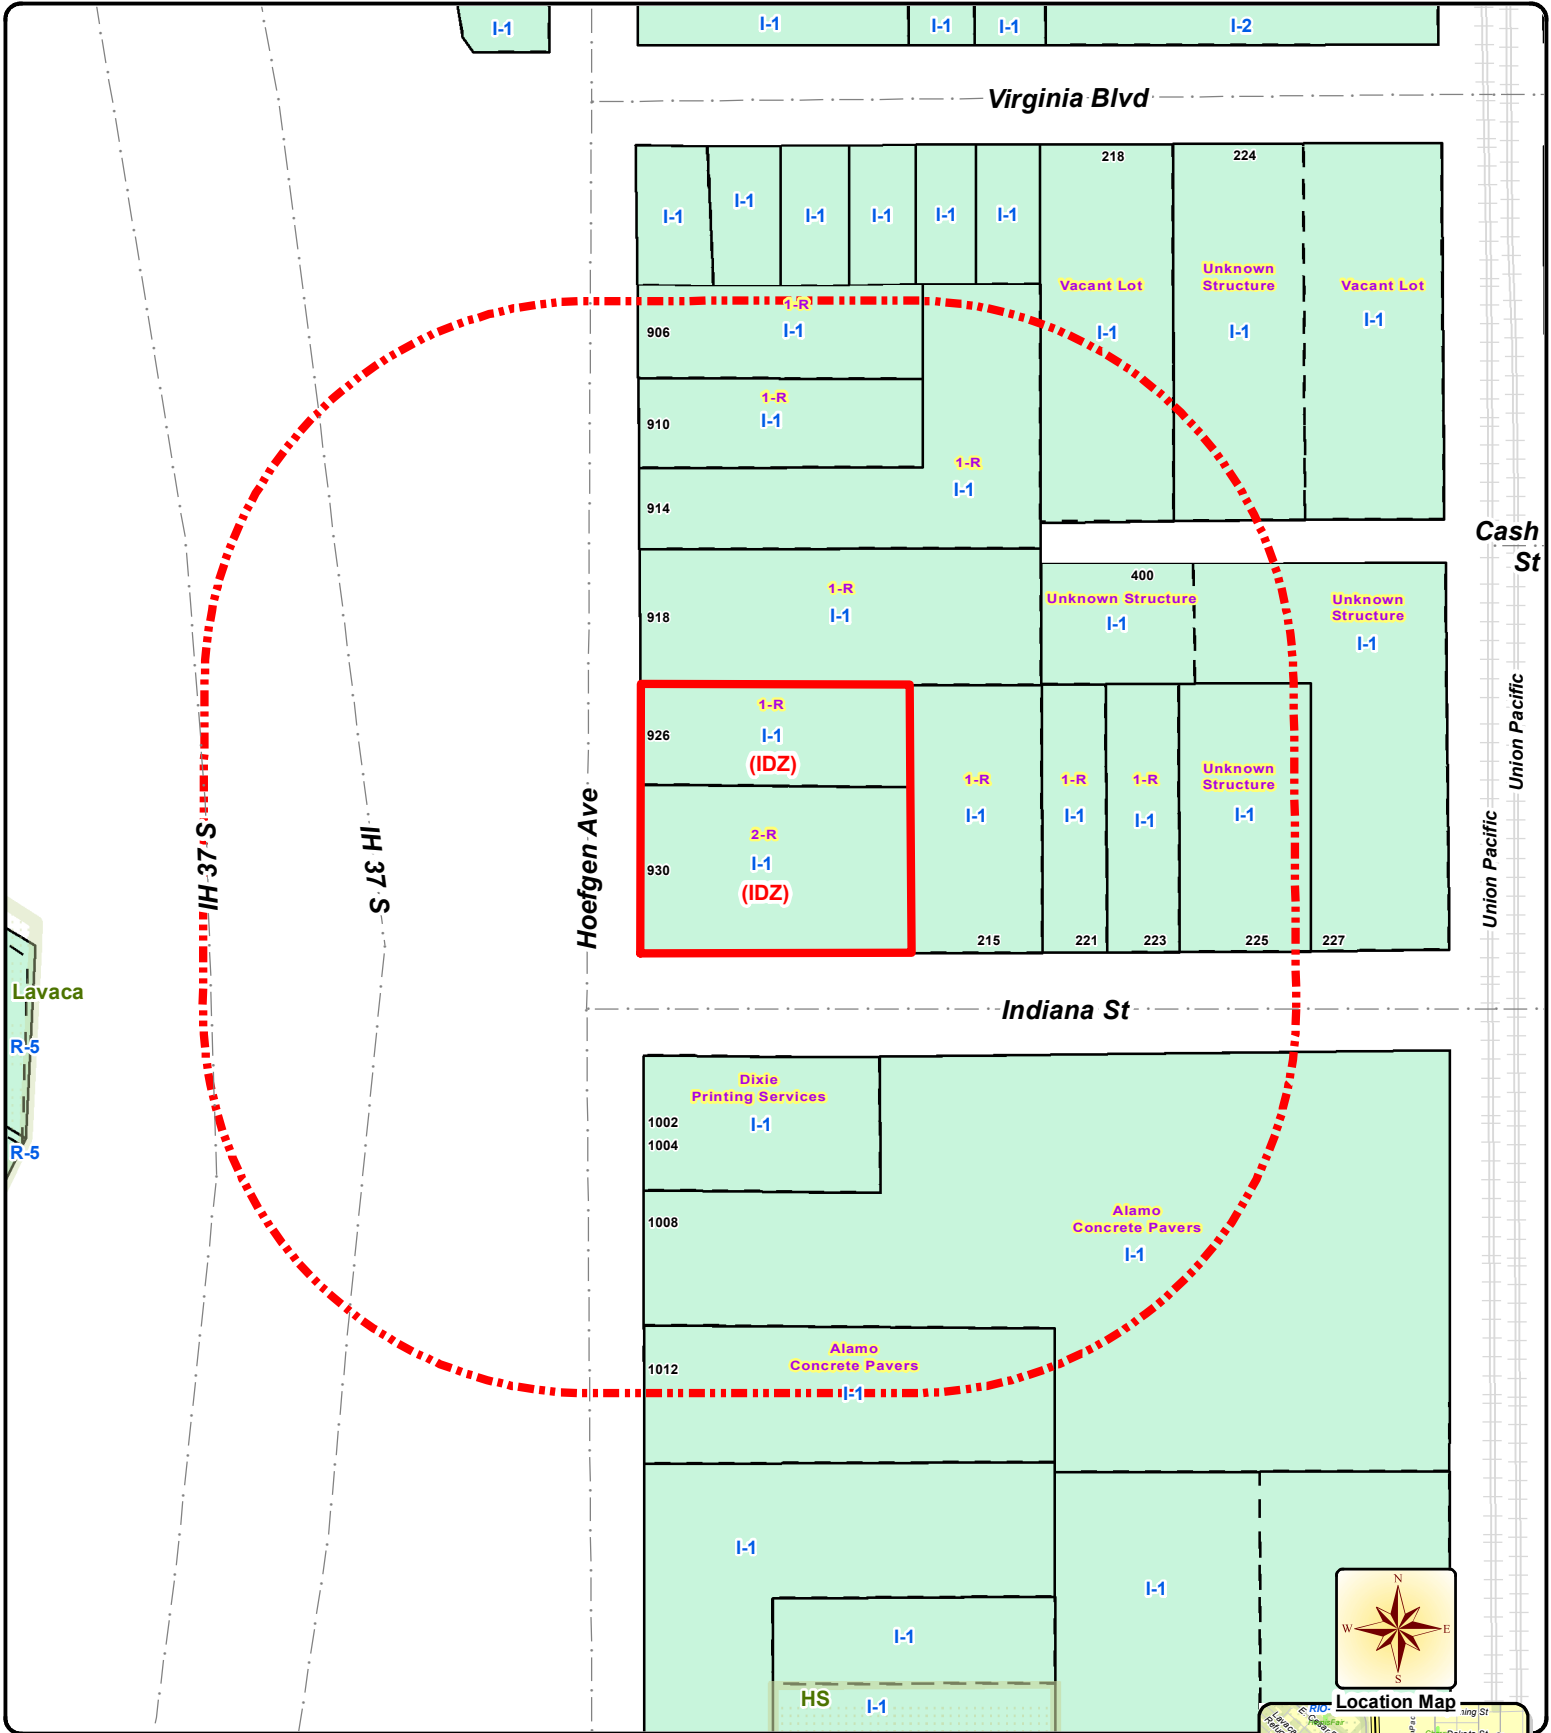 I-1
I-1
I-1
I-1
I-2
Virginia Blvd
218
224
I-1
I-1
I-1
I-1
I-1
I-1
Vacant Lot
I-1
Unknown
Structure
I-1
Vacant Lot
I-1
1-R
906
I-1
1-R
910
I-1
1-R
I-1
914
Cash
St
1-R
918
I-1
400
Unknown Structure
I-1
Unknown
Structure
I-1
1-R
926
I-1
(IDZ)
2-R
930
I-1
(IDZ)
1-R
I-1
215
1-R
I-1
221
1-R
I-1
223
Unknown
Structure
I-1
225
227
Union Pacific
Union Pacific
IH 37 S
IH 37 S
Hoefgen Ave
Lavaca
R-5
R-5
Indiana St
Dixie
Printing Services
1002
I-1
1004
1008
Alamo
Concrete Pavers
I-1
Alamo
Concrete Pavers
1012
I-1
I-1
I-1
I-1
HS
I-1
N
W
E
S
Location Map